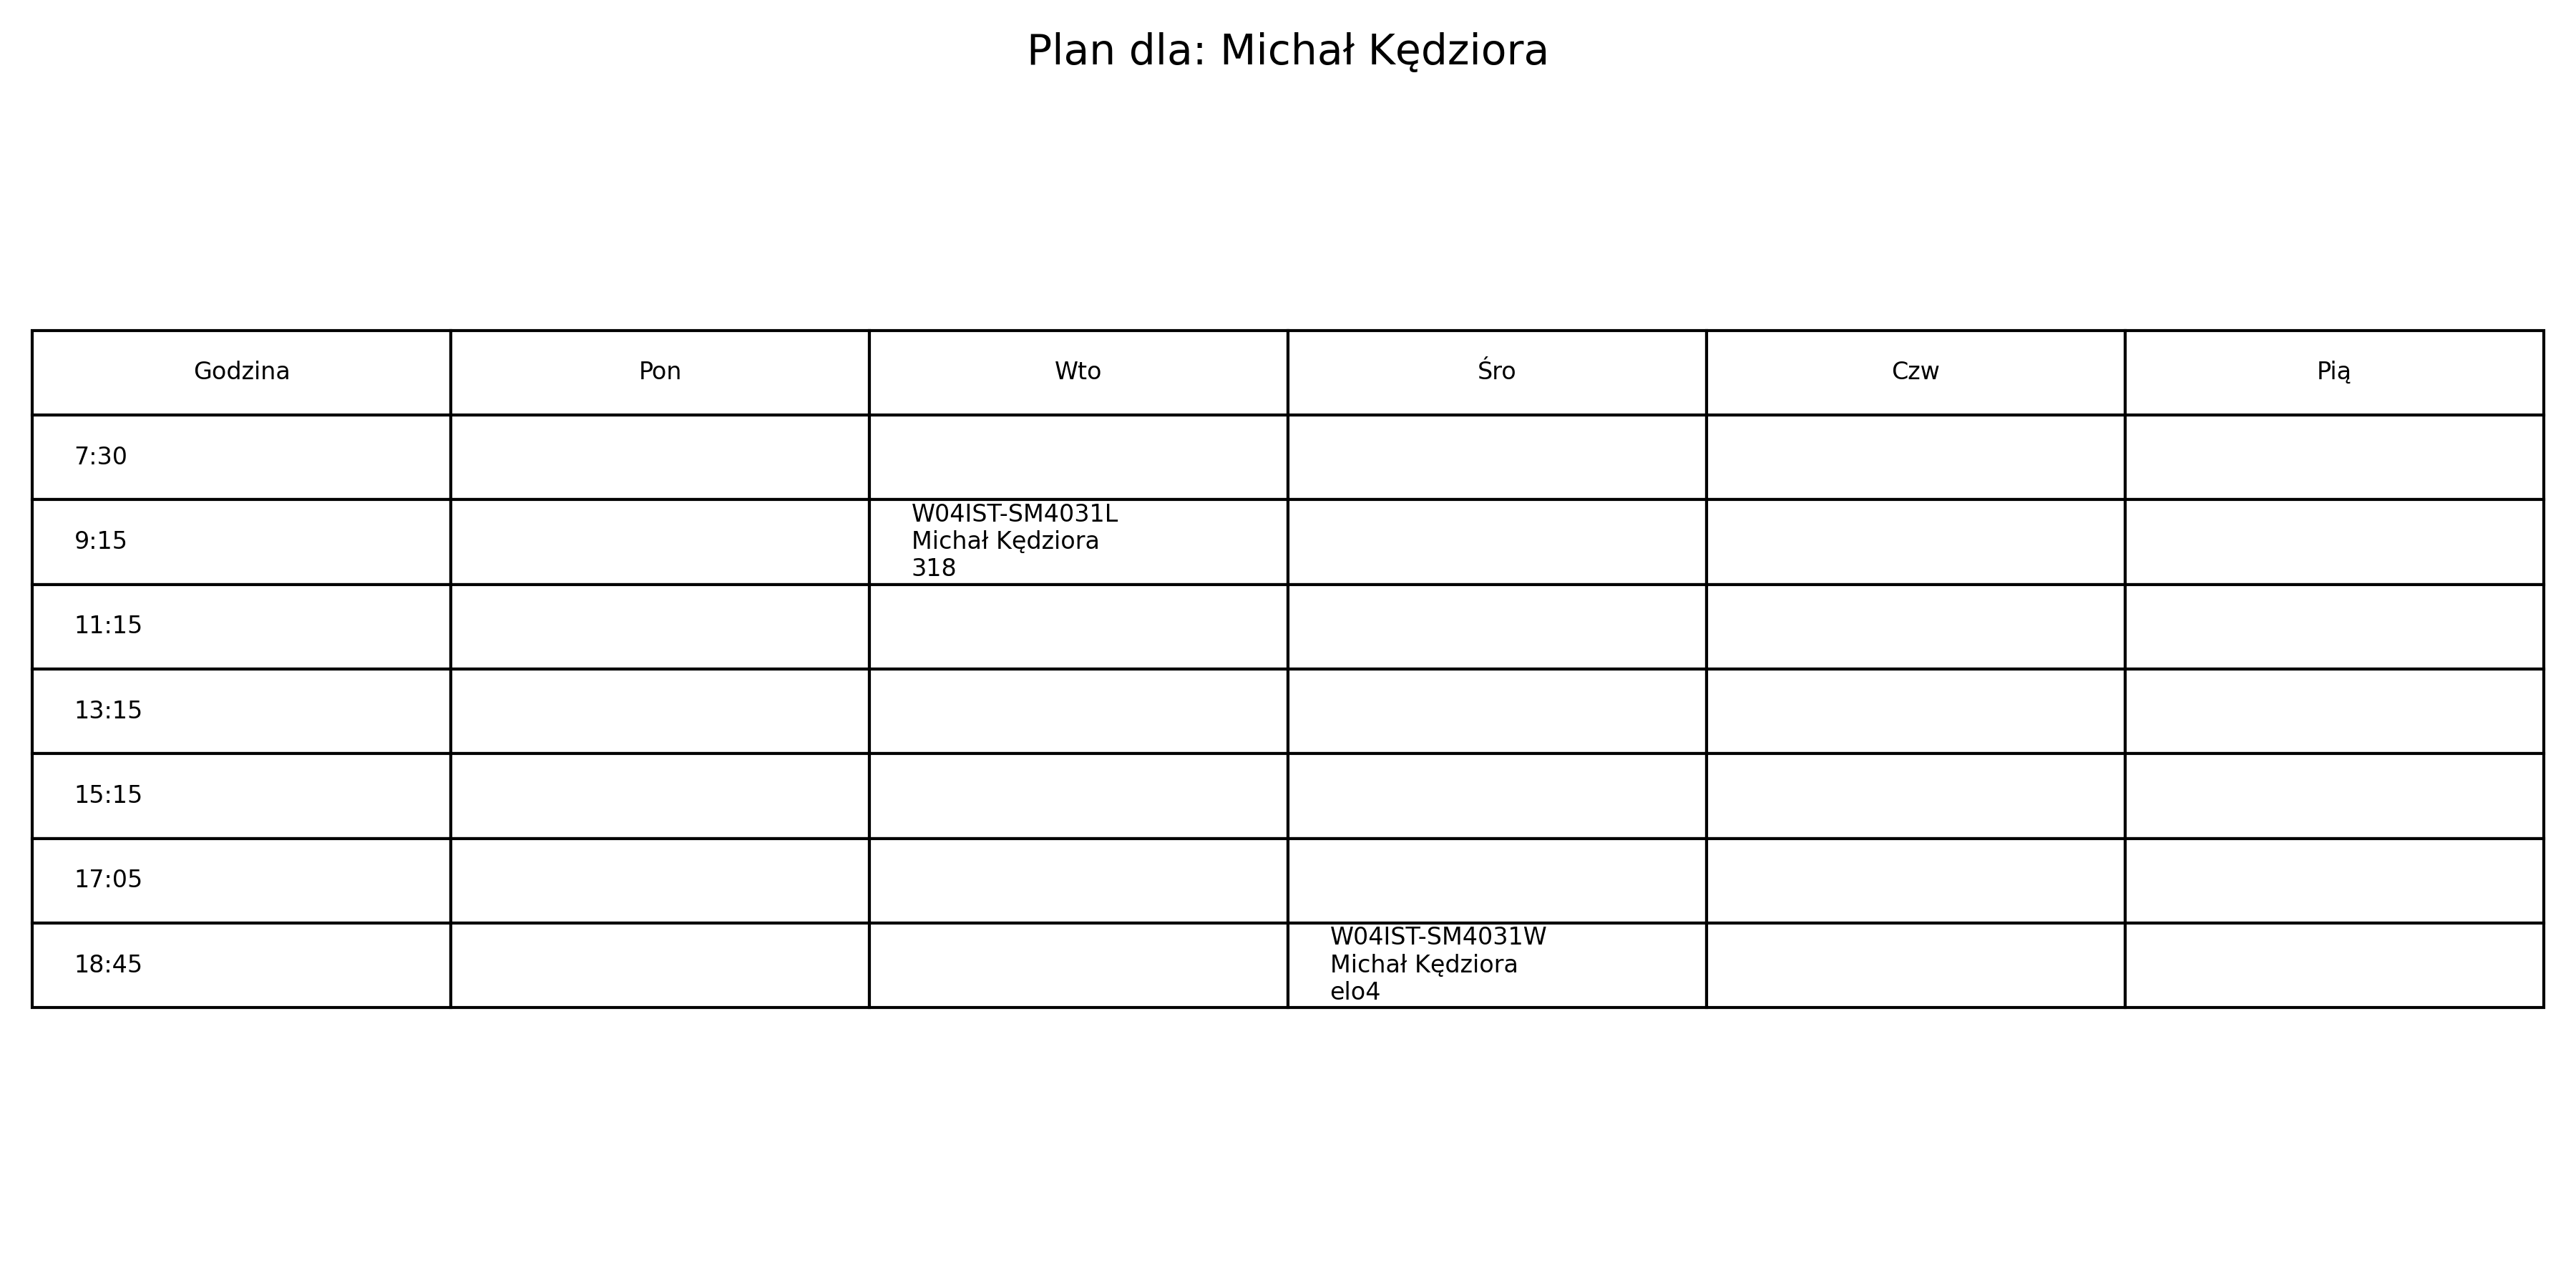 Plan dla: Michał Kędziora
Godzina Pon Wto Śro Czw Pią
7:30
9:15
W04IST-SM4031L
Michał Kędziora
318
11:15
13:15
15:15
17:05
18:45
W04IST-SM4031W
Michał Kędziora
elo4